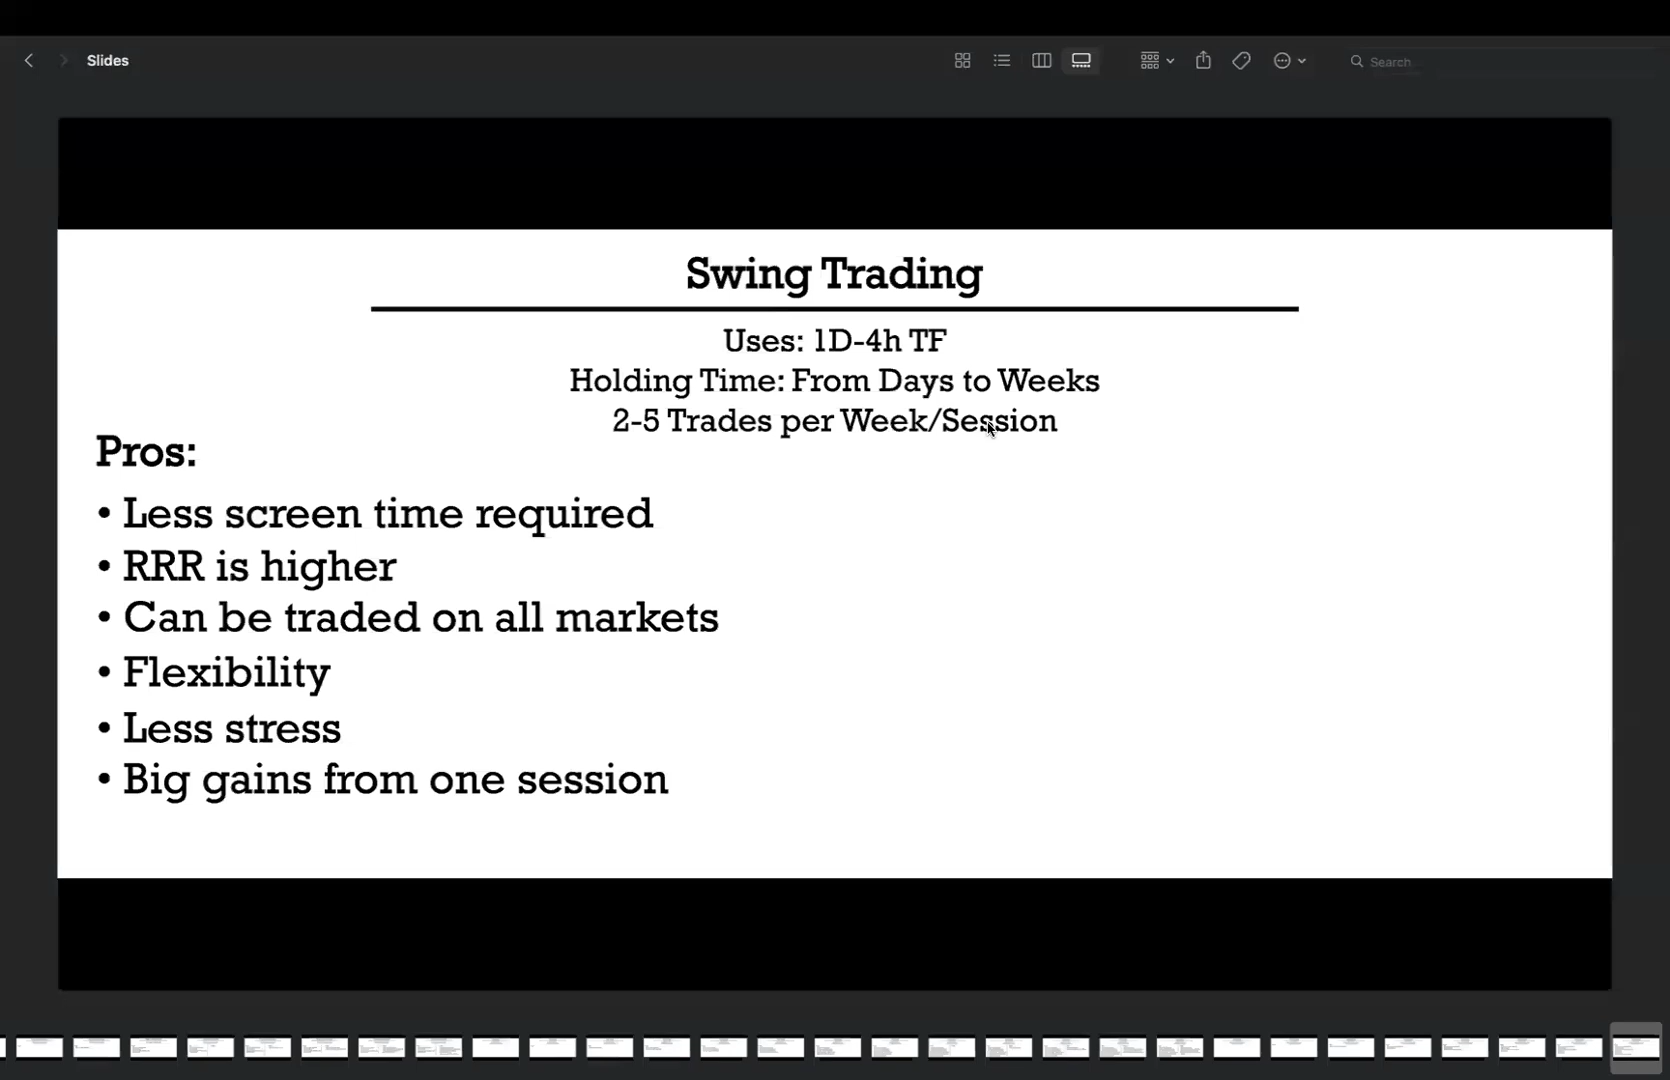 Slides
Search
Swing Trading
Uses: 1D-4h TF
Holding Time: From Days to Weeks
2-5 Trades per Week/Session
Pros:
• Less screen time required
• RRR is higher
• Can be traded on all markets
• Flexibility
• Less stress
• Big gains from one session